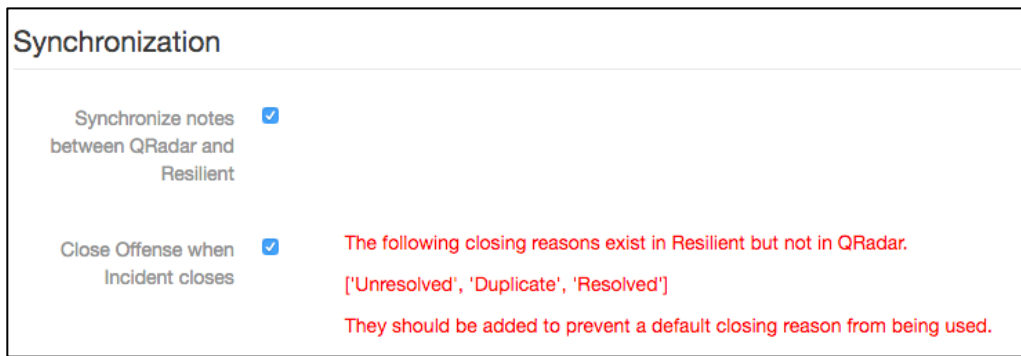 Synchronization
Synchronize notes
between QRadar and
Resilient
Close Offense when
Incident closes
The following closing reasons exist in Resilient but not in QRadar.
['Unresolved', 'Duplicate', 'Resolved']
They should be added to prevent a default closing reason from being used.